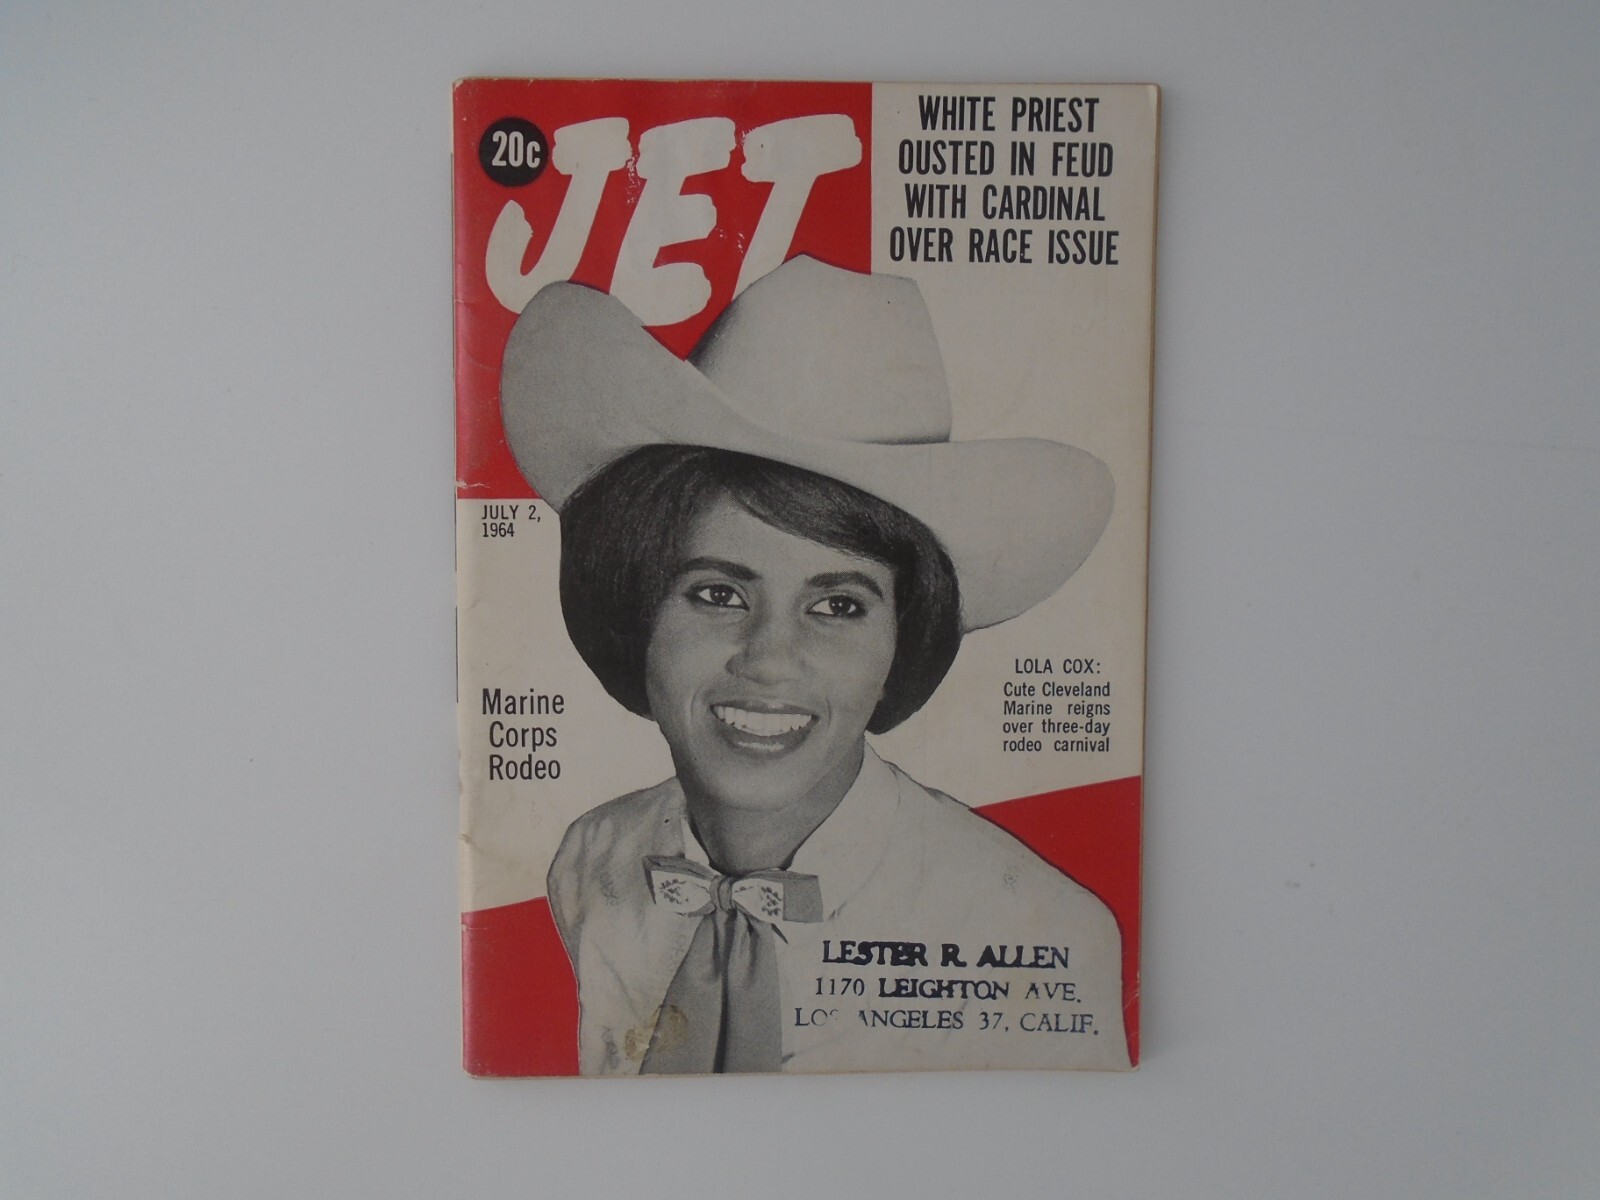 20c
JET
WHITE PRIEST
OUSTED IN FEUD
WITH CARDINAL
OVER RACE ISSUE
JULY 2,
1964
Marine
Corps
Rodeo
LOLA COX:
Cute Cleveland
Marine reigns
over three-day
rodeo carnival
LESTER R. ALLEN
1170 LEIGHTON AVE.
LOS ANGELES 37, CALIF.